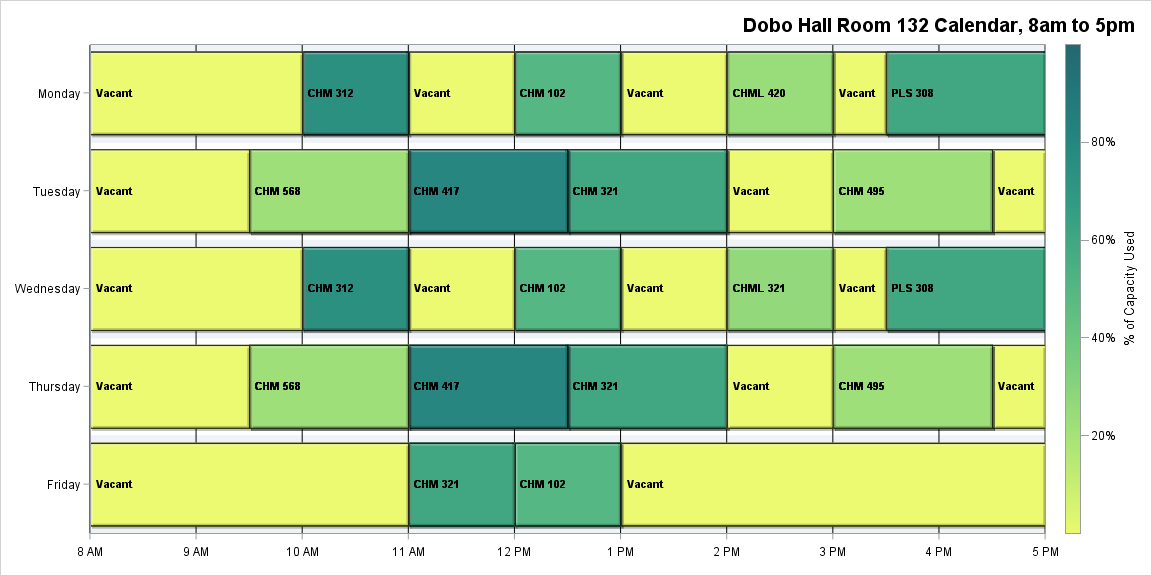 Dobo Hall Room 132 Calendar, 8am to 5pm
Monday Vacant CHM 312 Vacant CHM 102 Vacant CHML 420 Vacant PLS 308
80%
Tuesday Vacant CHM 568 CHM 417 CHM 321 Vacant CHM 495 Vacant
60%
Wednesday Vacant CHM 312 Vacant CHM 102 Vacant CHML 321 Vacant PLS 308
% of Capacity Used
40%
Thursday Vacant CHM 568 CHM 417 CHM 321 Vacant CHM 495 Vacant
20%
Friday Vacant CHM 321 CHM 102 Vacant
8 AM 9 AM 10 AM 11 AM 12 PM 1 PM 2 PM 3 PM 4 PM 5 PM